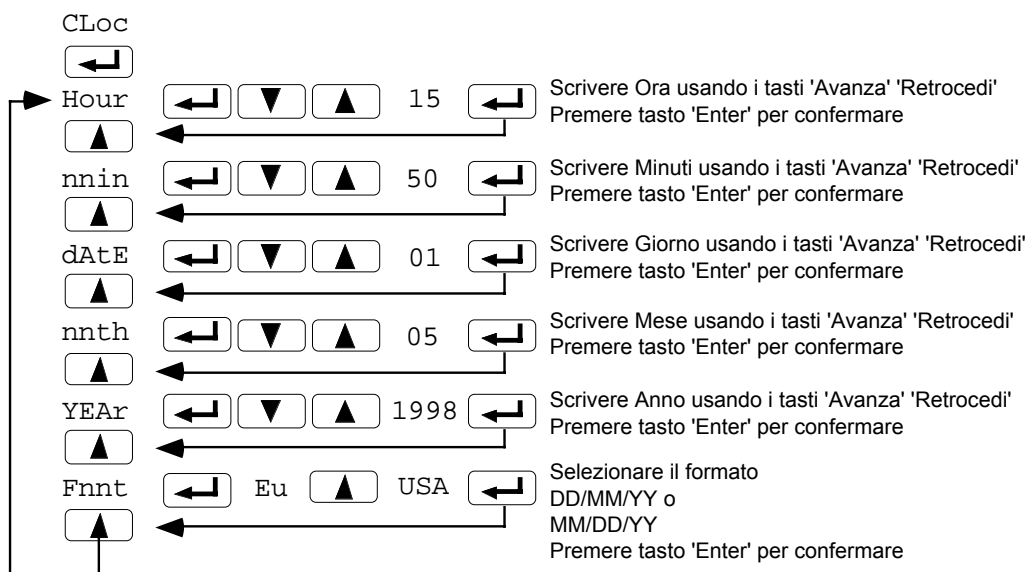 CLoc
Hour 15 Scrivere Ora usando i tasti 'Avanza' 'Retrocedi'
Premere tasto 'Enter' per confermare
nnin 50 Scrivere Minuti usando i tasti 'Avanza' 'Retrocedi'
Premere tasto 'Enter' per confermare
dAtE 01 Scrivere Giorno usando i tasti 'Avanza' 'Retrocedi'
Premere tasto 'Enter' per confermare
nnth 05 Scrivere Mese usando i tasti 'Avanza' 'Retrocedi'
Premere tasto 'Enter' per confermare
YEAr 1998 Scrivere Anno usando i tasti 'Avanza' 'Retrocedi'
Premere tasto 'Enter' per confermare
Fnnt Eu USA Selezionare il formato
DD/MM/YY o
MM/DD/YY
Premere tasto 'Enter' per confermare